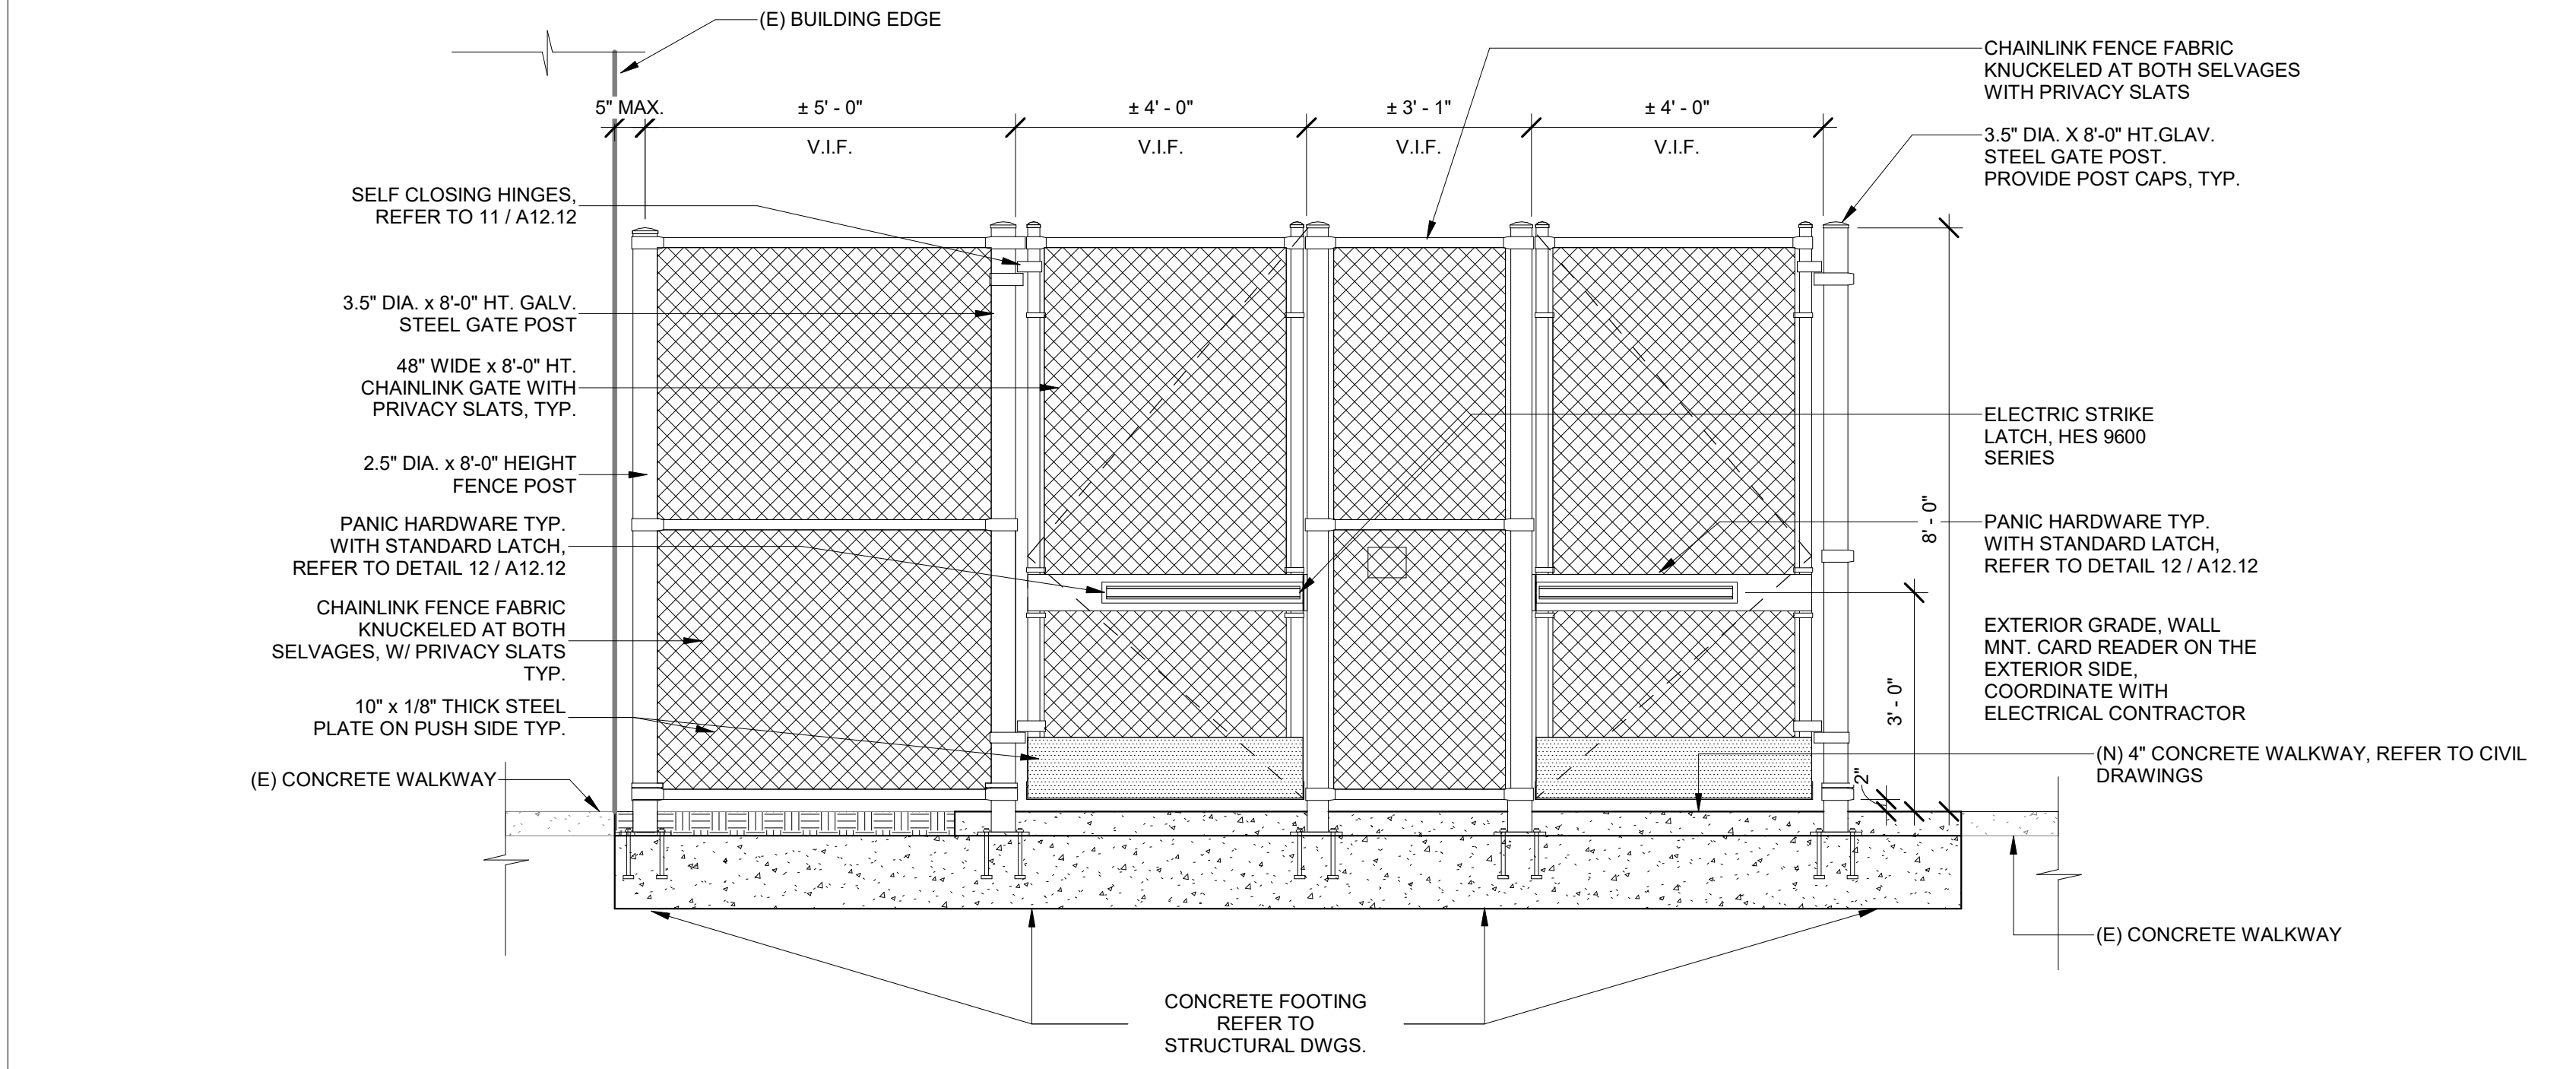 (E) BUILDING EDGE
CHAINLINK FENCE FABRIC
KNUCKELED AT BOTH SELVAGES
WITH PRIVACY SLATS
5" MAX.
± 5' - 0"
± 4' - 0"
± 3' - 1"
± 4' - 0"
V.I.F.
V.I.F.
V.I.F.
V.I.F.
3.5" DIA. X 8'-0" HT.GLAV.
STEEL GATE POST.
PROVIDE POST CAPS, TYP.
SELF CLOSING HINGES,
REFER TO 11 / A12.12
3.5" DIA. x 8'-0" HT. GALV.
STEEL GATE POST
48" WIDE x 8'-0" HT.
CHAINLINK GATE WITH
PRIVACY SLATS, TYP.
2.5" DIA. x 8'-0" HEIGHT
FENCE POST
PANIC HARDWARE TYP.
WITH STANDARD LATCH,
REFER TO DETAIL 12 / A12.12
CHAINLINK FENCE FABRIC
KNUCKELED AT BOTH
SELVAGES, W/ PRIVACY SLATS
TYP.
10" x 1/8" THICK STEEL
PLATE ON PUSH SIDE TYP.
(E) CONCRETE WALKWAY
ELECTRIC STRIKE
LATCH, HES 9600
SERIES
8' - 0"
PANIC HARDWARE TYP.
WITH STANDARD LATCH,
REFER TO DETAIL 12 / A12.12
EXTERIOR GRADE, WALL
MNT. CARD READER ON THE
EXTERIOR SIDE,
COORDINATE WITH
ELECTRICAL CONTRACTOR
3' - 0"
2"
(N) 4" CONCRETE WALKWAY, REFER TO CIVIL
DRAWINGS
(E) CONCRETE WALKWAY
CONCRETE FOOTING
REFER TO
STRUCTURAL DWGS.